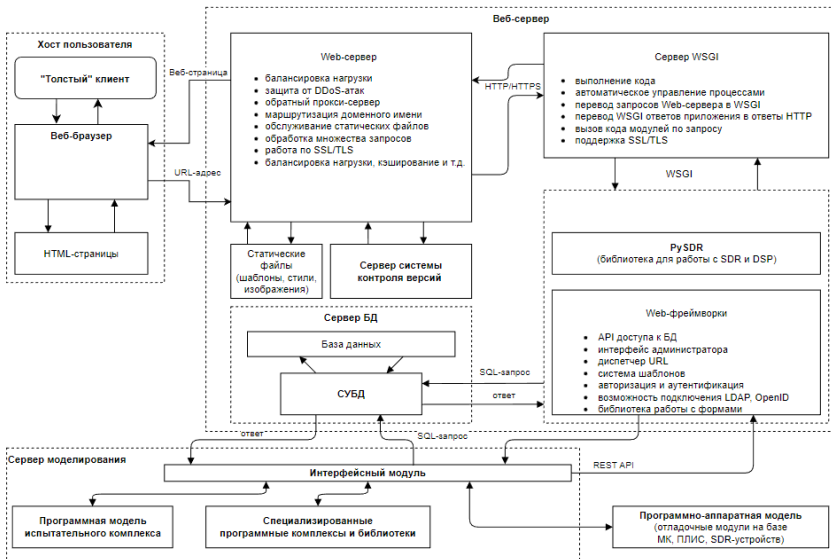 Веб-сервер
Хост пользователя
"Толстый" клиент
Веб-браузер
HTML-страницы
Веб-страница
URL-адрес
Web-сервер
балансировка нагрузки
защита от DDoS-атак
обратный прокси-сервер
маршрутизация доменного имени
обслуживание статических файлов
обработка множества запросов
работа по SSL/TLS
балансировка нагрузки, кэширование и т.д.
HTTP/HTTPS
Сервер WSGI
выполнение кода
автоматическое управление процессами
перевод запросов Web-сервера в WSGI
перевод WSGI ответов приложения в ответы HTTP
вызов кода модулей по запросу
поддержка SSL/TLS
WSGI
Статические
файлы
(шаблоны, стили,
изображения)
Сервер системы
контроля версий
PySDR
(библиотека для работы с SDR и DSP)
Web-фреймворки
API доступа к БД
интерфейс администратора
диспетчер URL
система шаблонов
авторизация и аутентификация
возможность подключения LDAP, OpenID
библиотека работы с формами
Сервер БД
База данных
СУБД
SQL-запрос
ответ
ответ
SQL-запрос
Сервер моделирования
Интерфейсный модуль
REST API
Программная модель
испытательного комплекса
Специализированные
программные комплексы и библиотеки
Программно-аппаратная модель
(отладочные модули на базе
МК, ПЛИС, SDR-устройств)